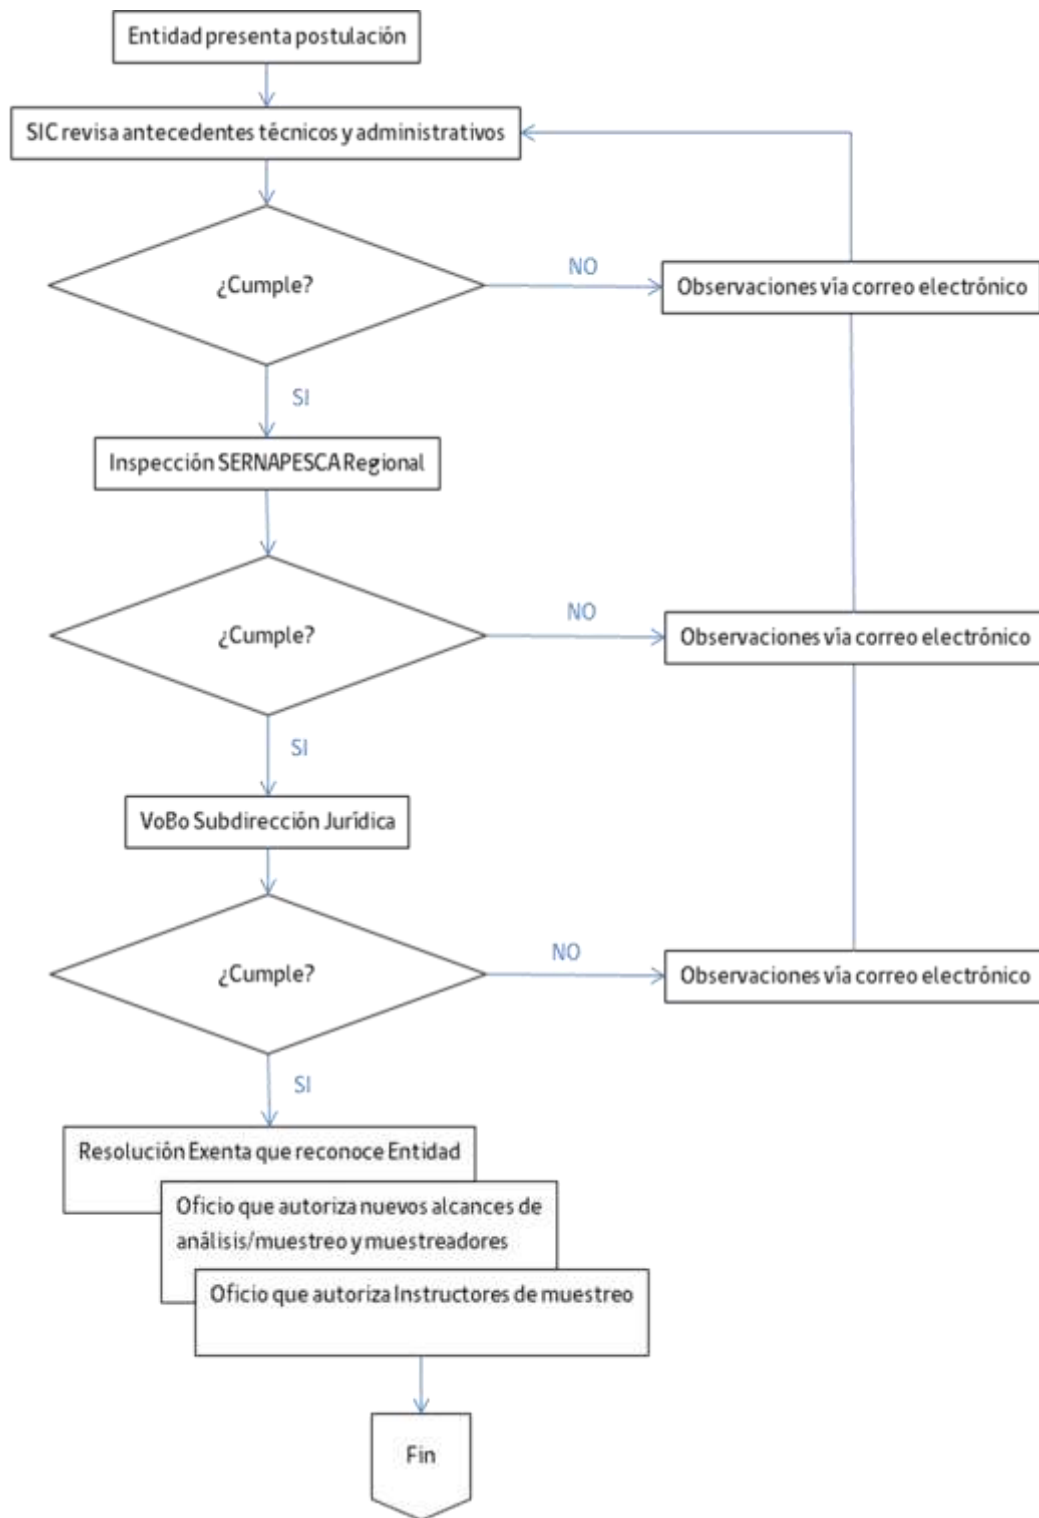 Entidad presenta postulación
SIC revisa antecedentes técnicos y administrativos
¿Cumple?
NO
Observaciones vía correo electrónico
SI
Inspección SERNAPESCA Regional
¿Cumple?
NO
Observaciones vía correo electrónico
SI
VoBo Subdirección Jurídica
¿Cumple?
NO
Observaciones vía correo electrónico
SI
Resolución Exenta que reconoce Entidad
Oficio que autoriza nuevos alcances de
análisis/muestreo y muestreadores
Oficio que autoriza Instructores de muestreo
Fin